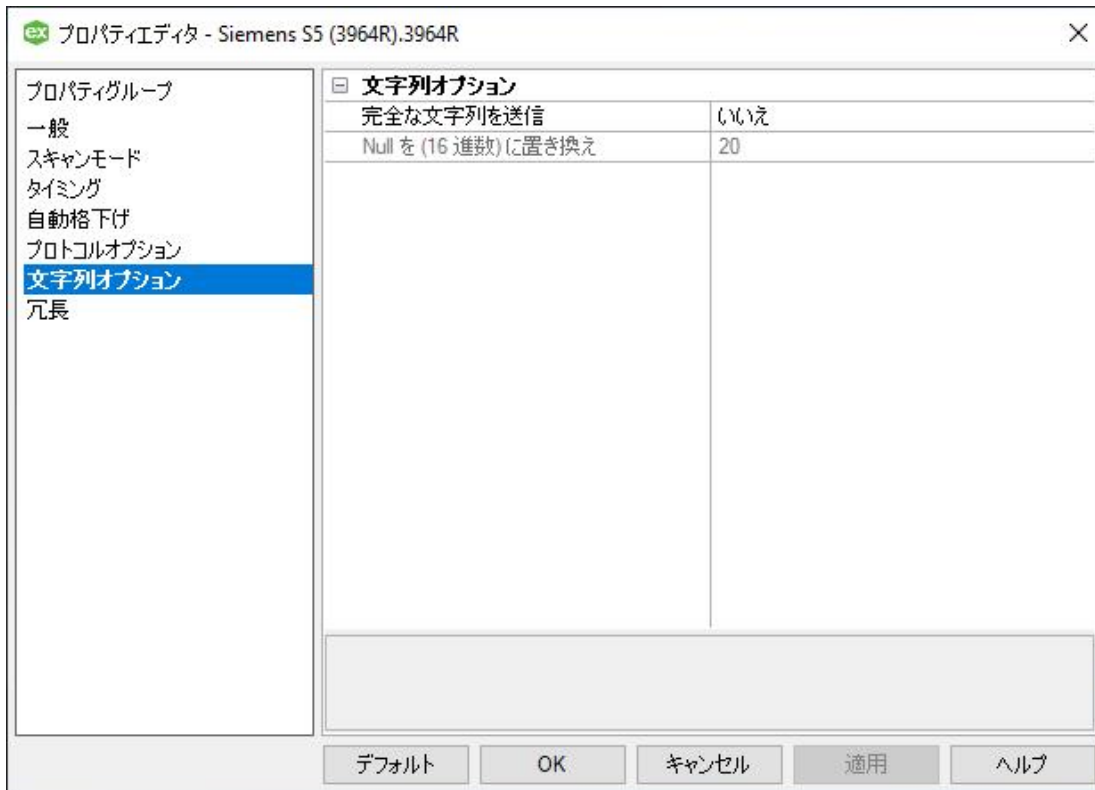 ex プロパティエディタ - Siemens S5 (3964R).3964R
プロパティグループ
一般
スキャンモード
タイミング
自動格下げ
プロトコルオプション
文字列オプション
冗長
文字列オプション
完全な文字列を送信 いいえ
Null を (16 進数) に置き換え 20
デフォルト OK キャンセル 適用 ヘルプ